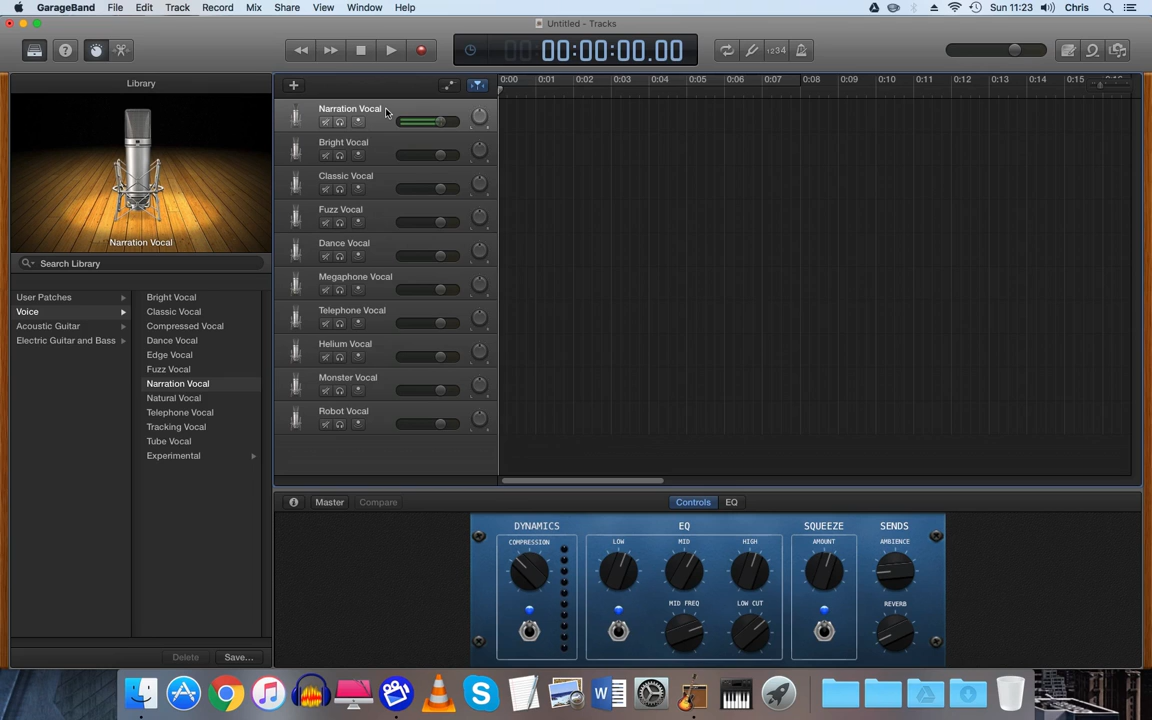 GarageBand File Edit Track Record Mix Share View Window Help Sun 11:23 Chris
Untitled - Tracks
00:00:00.00
1234
Library
0:00 0:01 0:02 0:03 0:04 0:05 0:06 0:07 0:08 0:09 0:10 0:11 0:12 0:13 0:14 0:15
Narration Vocal
Search Library
User Patches
Voice
Acoustic Guitar
Electric Guitar and Bass
Bright Vocal
Classic Vocal
Compressed Vocal
Dance Vocal
Edge Vocal
Fuzz Vocal
Narration Vocal
Natural Vocal
Telephone Vocal
Tracking Vocal
Tube Vocal
Experimental
Delete Save...
Narration Vocal
Bright Vocal
Classic Vocal
Fuzz Vocal
Dance Vocal
Megaphone Vocal
Telephone Vocal
Helium Vocal
Monster Vocal
Robot Vocal
Master Compare Controls EQ
DYNAMICS EQ SQUEEZE SENDS
COMPRESSION LOW MID HIGH AMOUNT AMBIENCE
MID FREQ LOW CUT REVERB